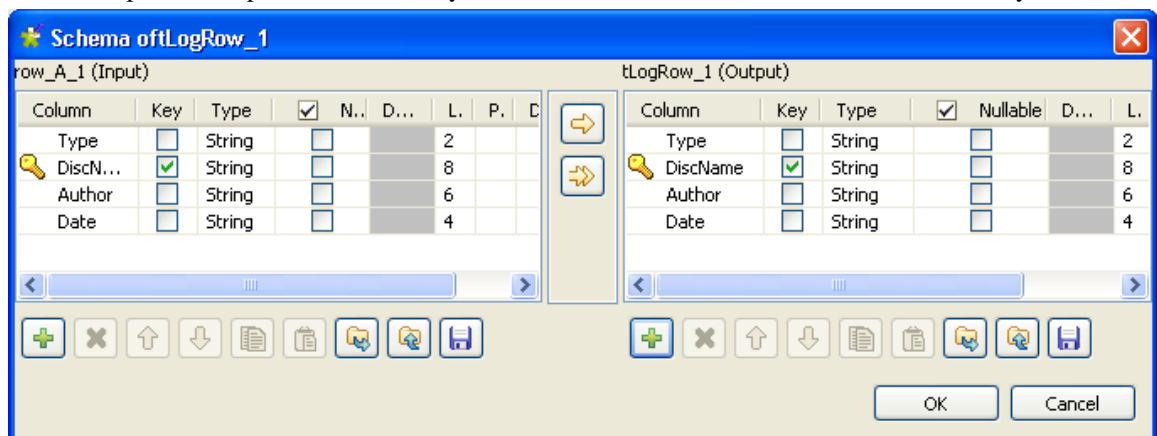 Schema oftLogRow_1
row_A_1 (Input)
tLogRow_1 (Output)
Column Key Type N.. D... L. P. D
Type String 2
DiscN... String 8
Author String 6
Date String 4
Column Key Type Nullable D... L.
Type String 2
DiscName String 8
Author String 6
Date String 4
OK Cancel